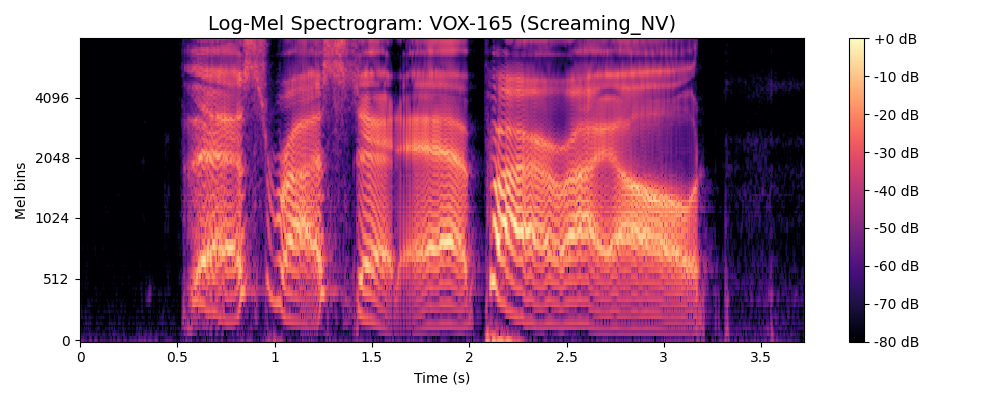 Log-Mel Spectrogram: VOX-165 (Screaming_NV)
+0 dB
-10 dB
-20 dB
-30 dB
-40 dB
-50 dB
-60 dB
-70 dB
-80 dB
Mel bins
4096
2048
1024
512
0
0 0.5 1 1.5 2 2.5 3 3.5
Time (s)